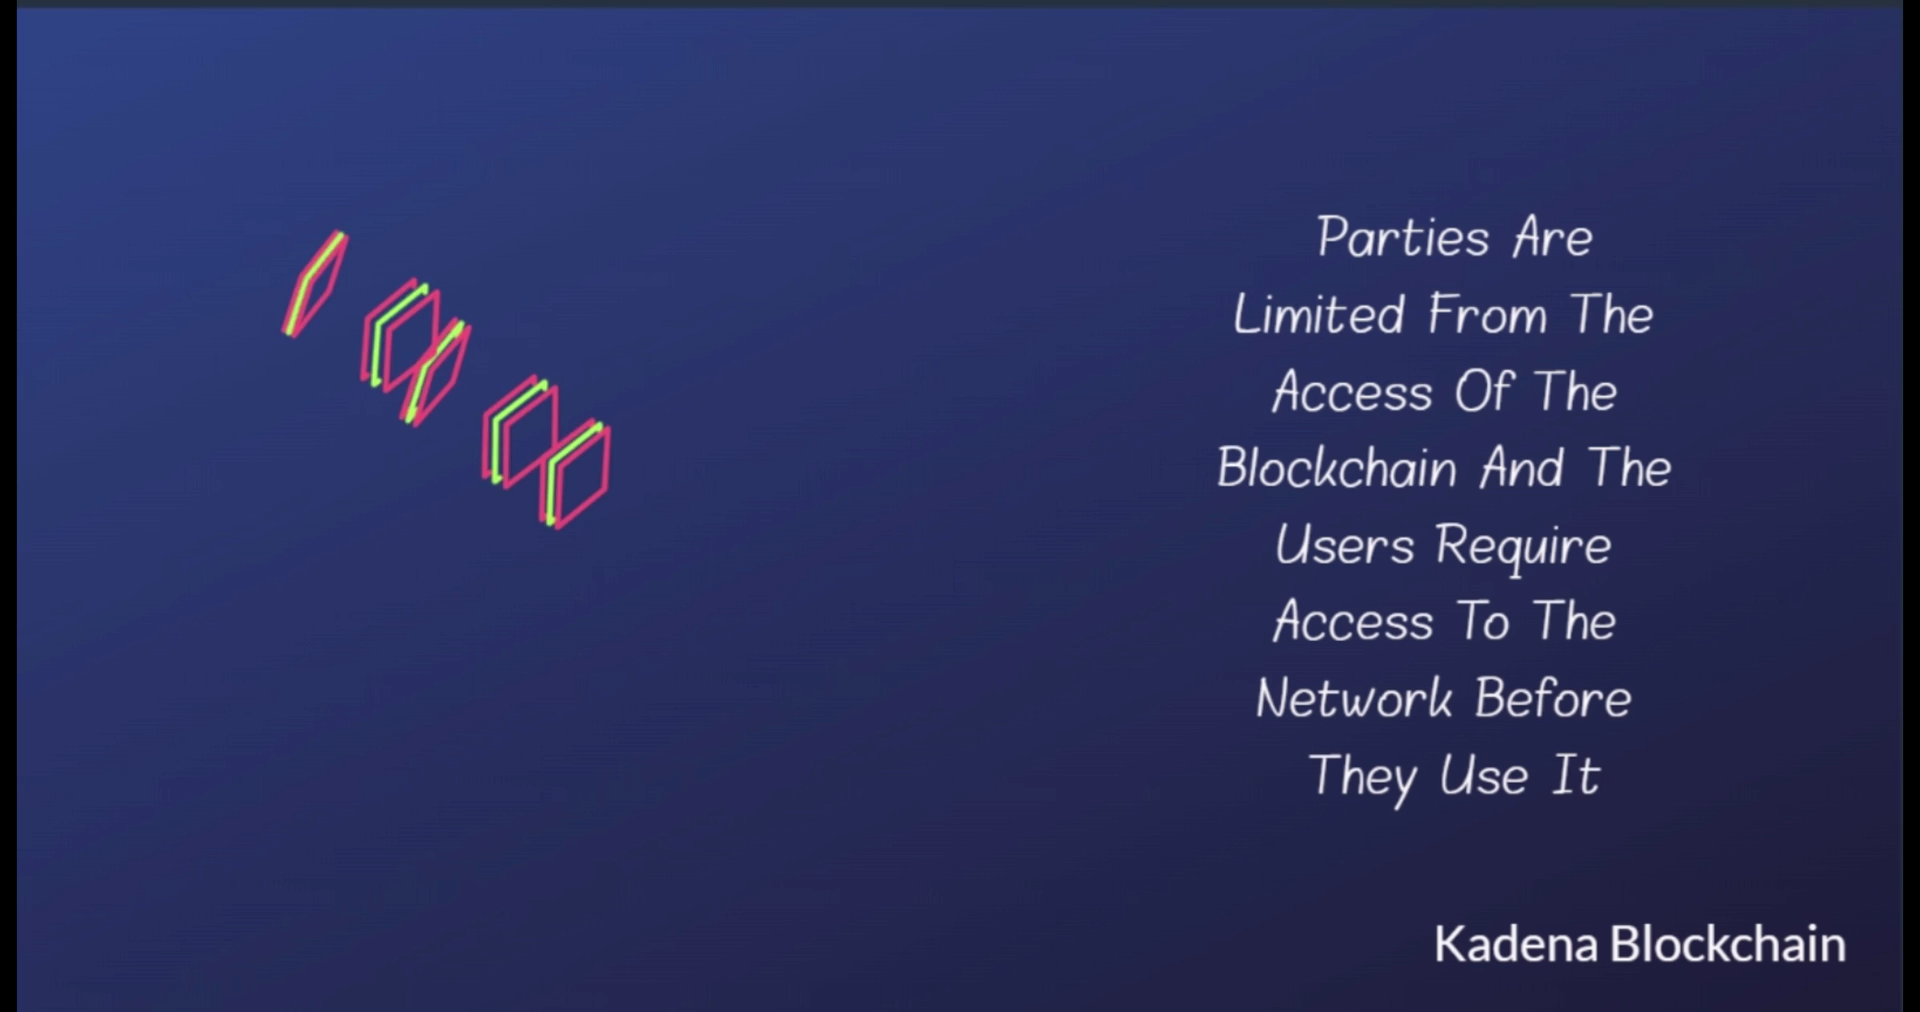 Parties Are
Limited From The
Access Of The
Blockchain And The
Users Require
Access To The
Network Before
They Use It
Kadena Blockchain